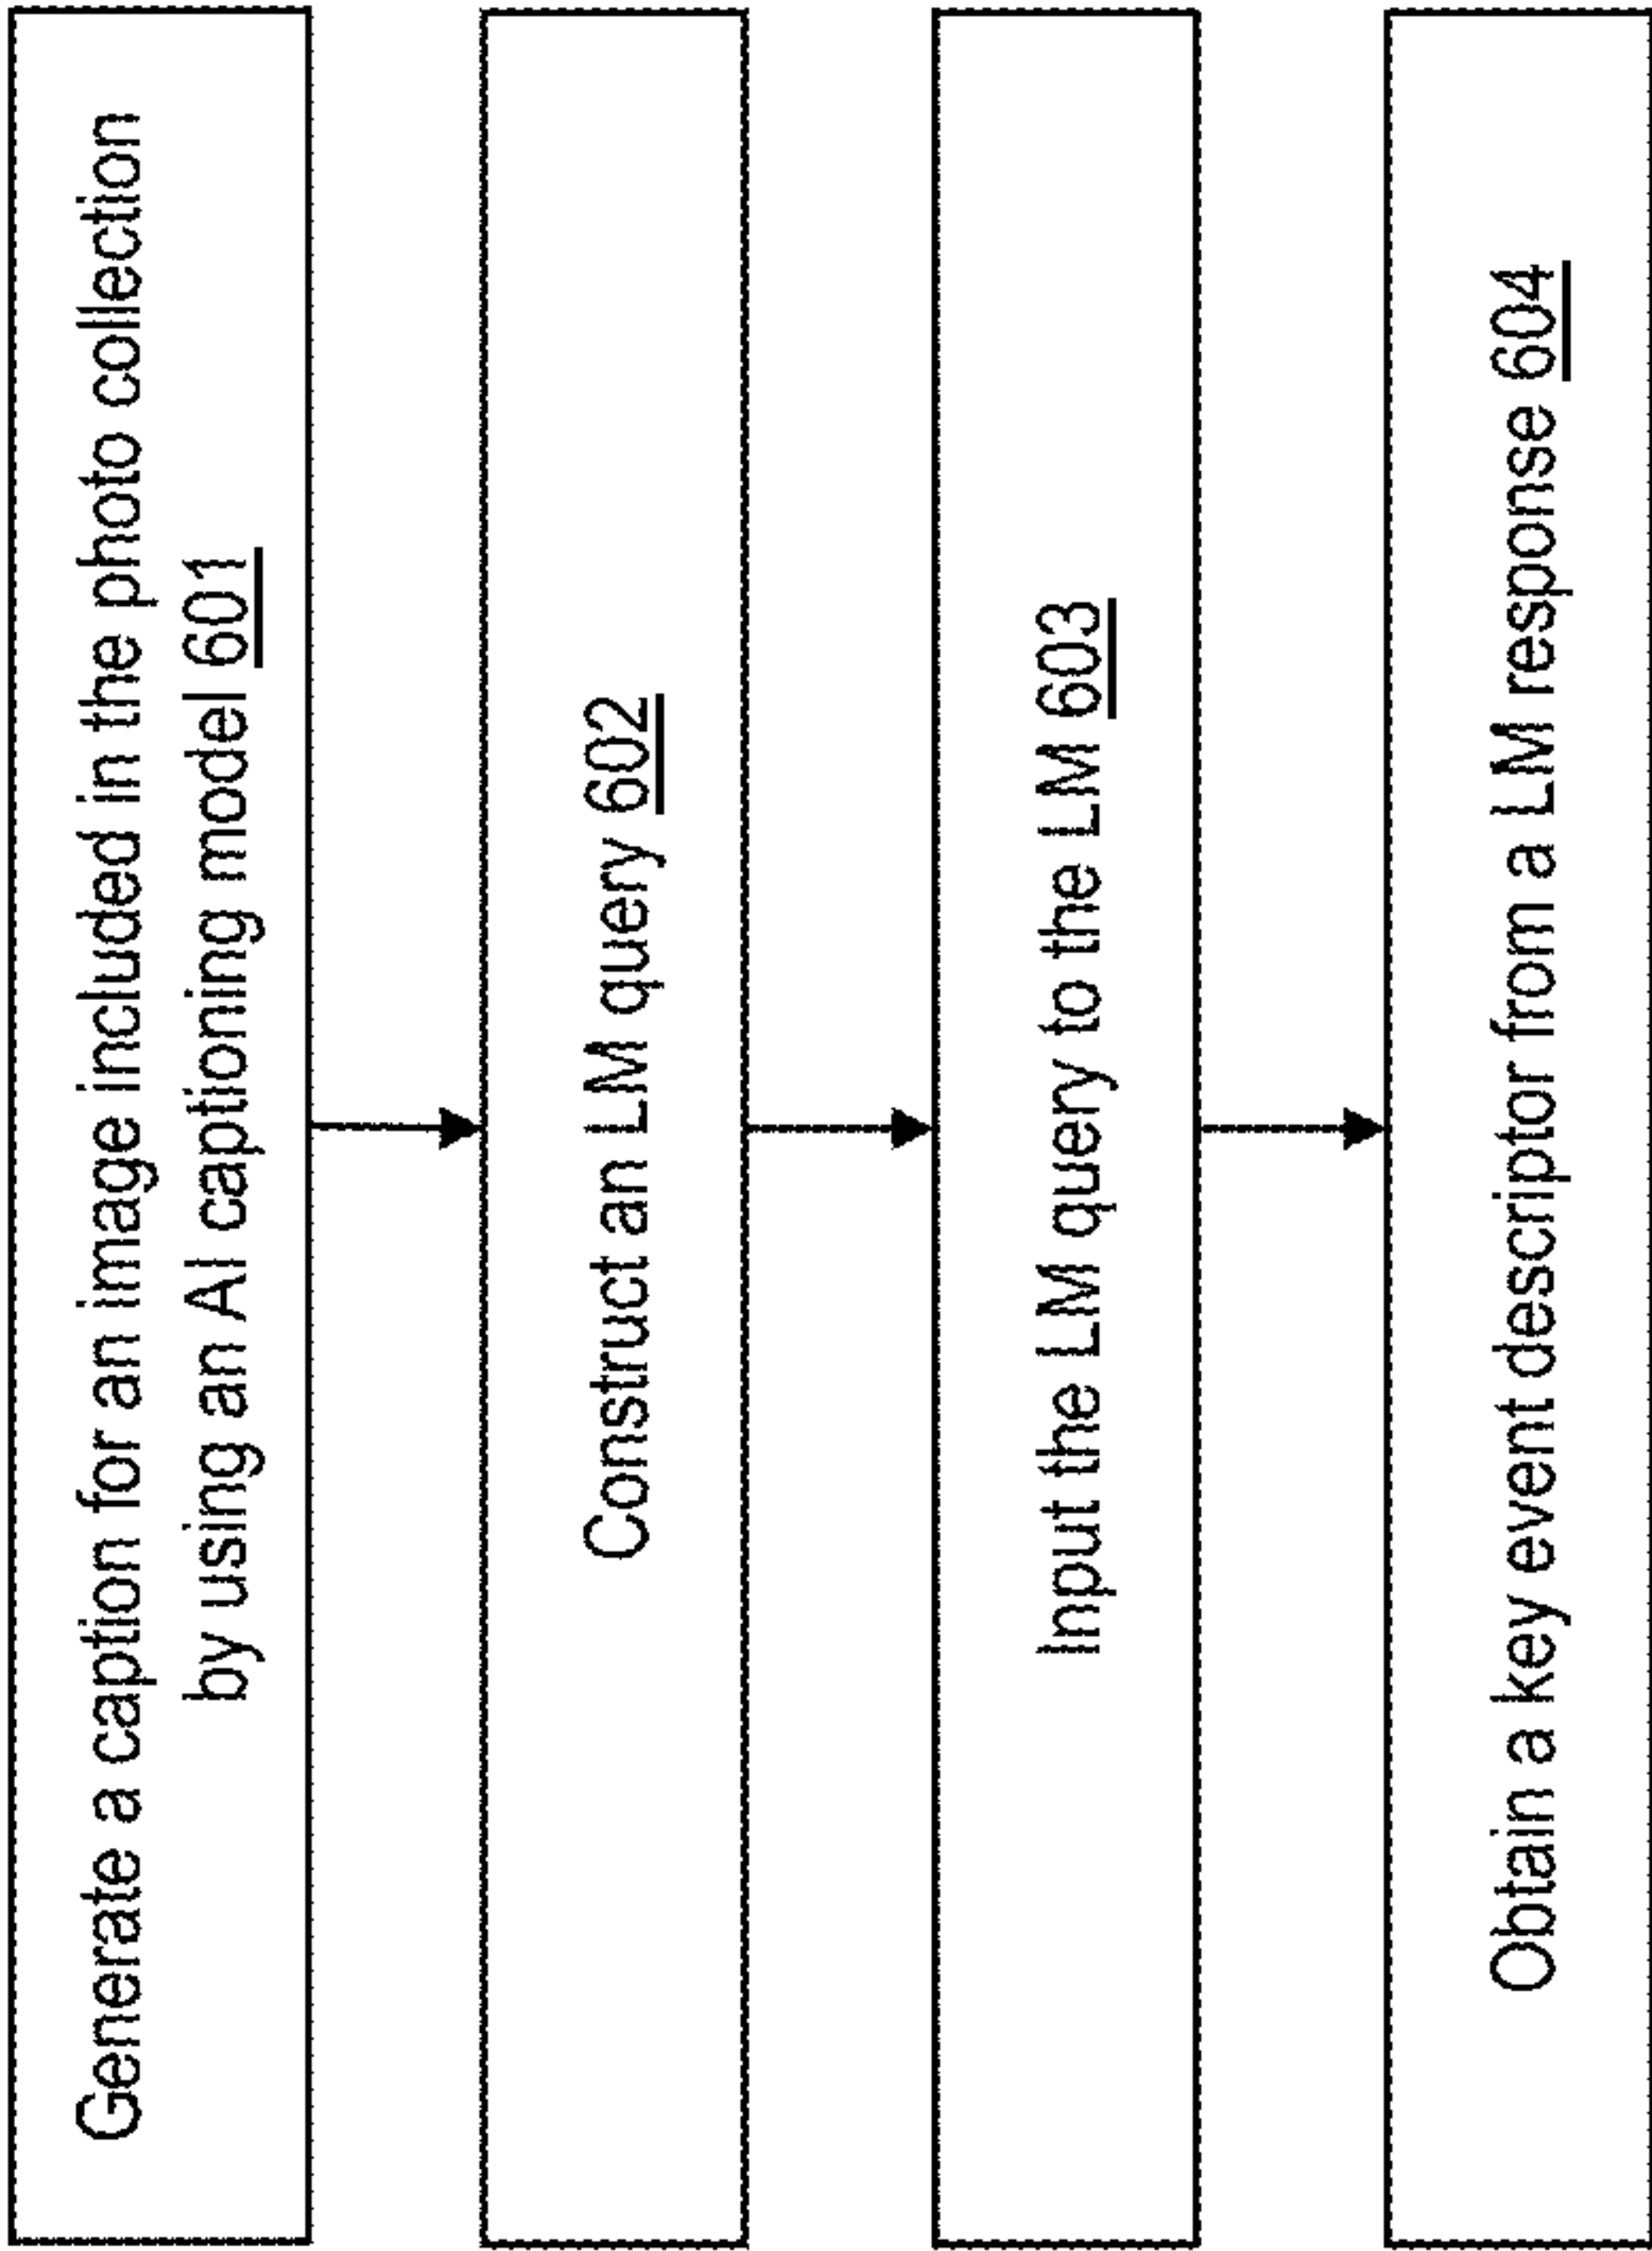 Generate a caption for an image included in the photo collection
by using an AI captioning model 601
Construct an LM query 602
Input the LM query to the LM 603
Obtain a key event descriptor from a LM response 604